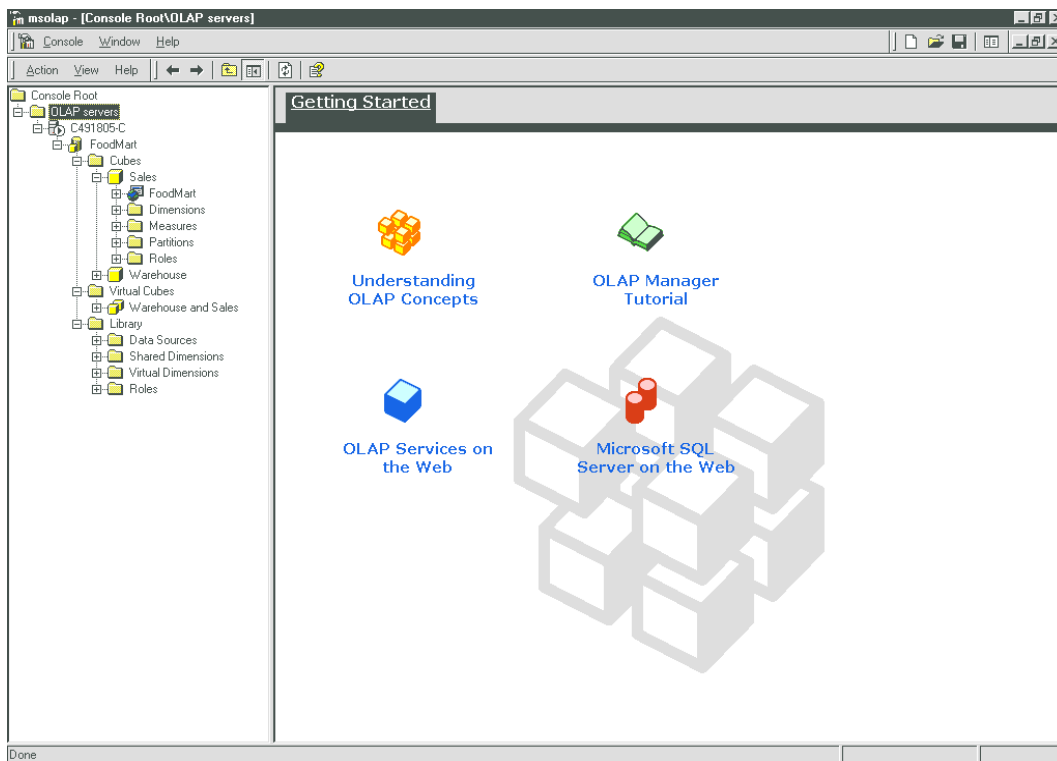 msolap - [Console Root\OLAP servers]
Console Window Help
Action View Help
Console Root
OLAP servers
C491805-C
FoodMart
Cubes
Sales
FoodMart
Dimensions
Measures
Partitions
Roles
Warehouse
Virtual Cubes
Warehouse and Sales
Library
Data Sources
Shared Dimensions
Virtual Dimensions
Roles
Getting Started
Understanding
OLAP Concepts
OLAP Manager
Tutorial
OLAP Services on
the Web
Microsoft SQL
Server on the Web
Done